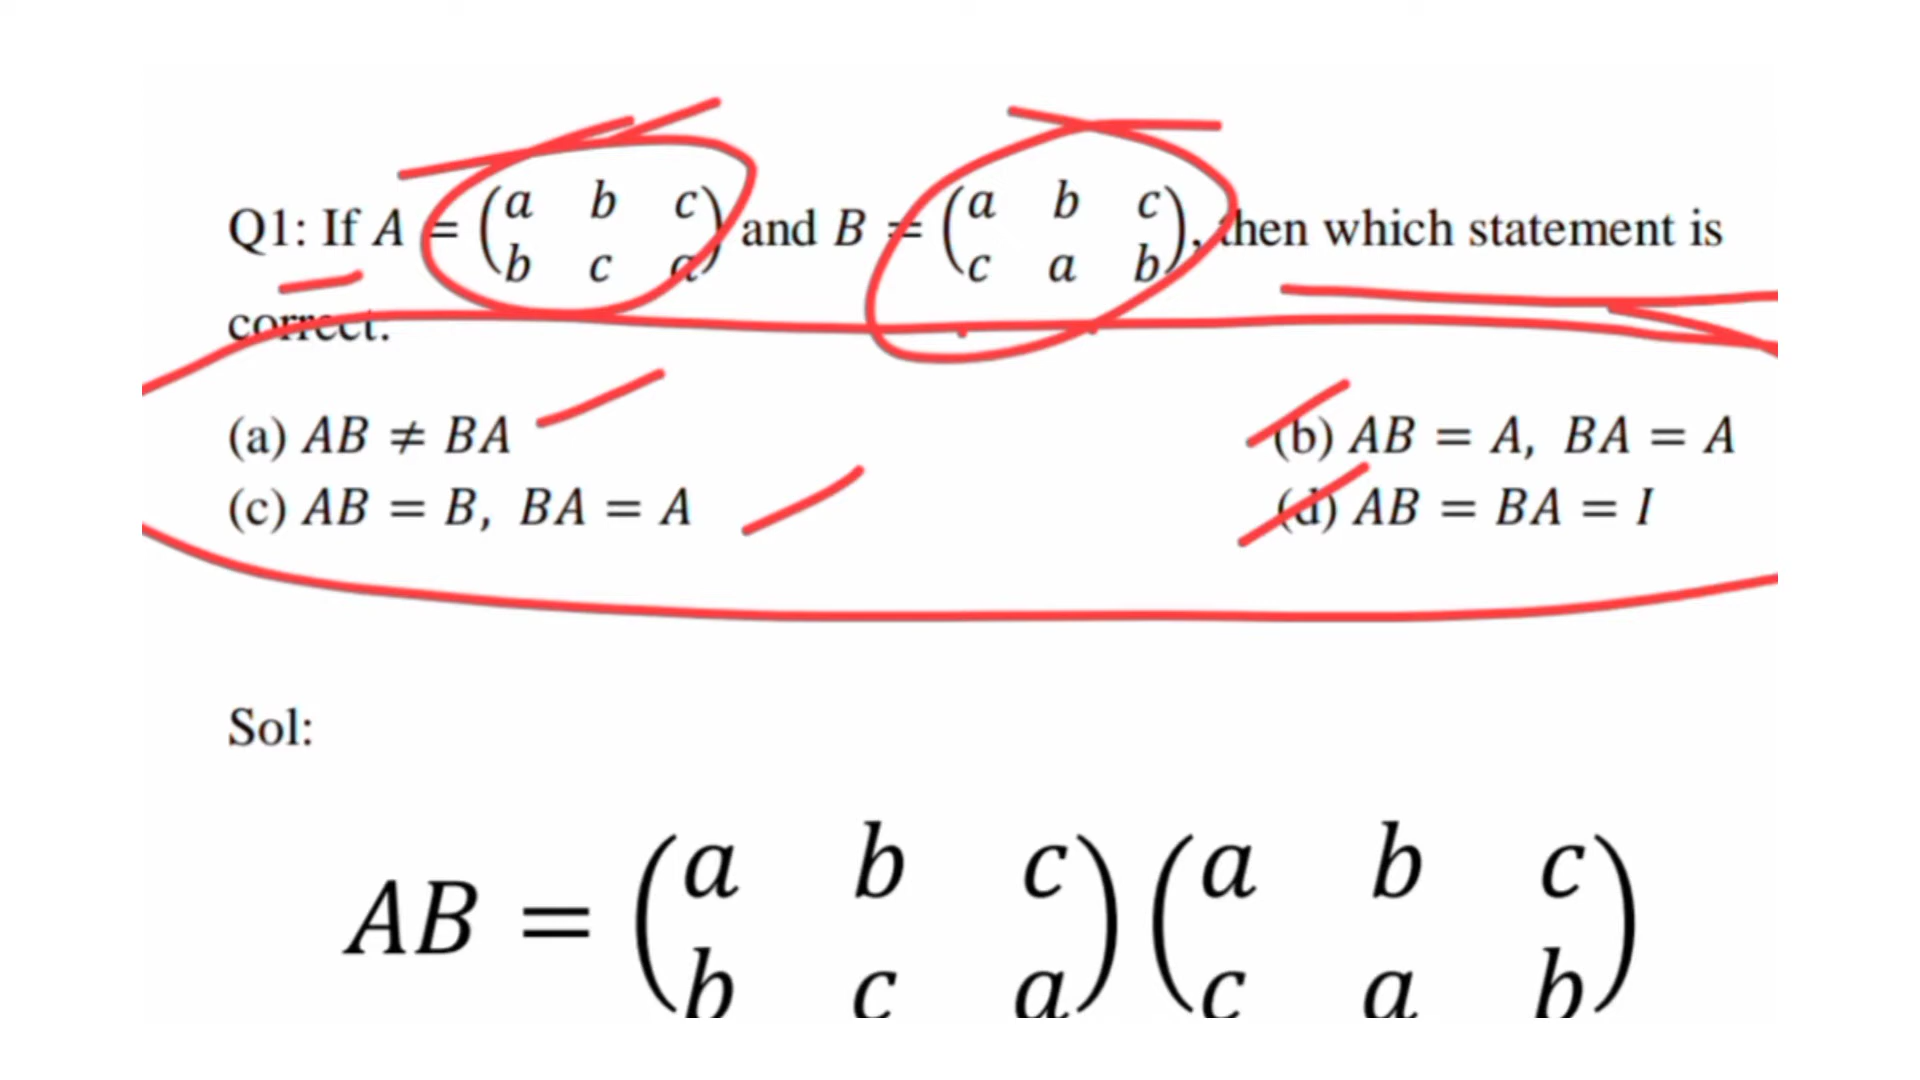 Q1: If A = (a b c
b c a) and B = (a b c
c a b), then which statement is
correct.
(a) AB ≠ BA
(b) AB = A, BA = A
(c) AB = B, BA = A
(d) AB = BA = I
Sol:
AB = (a b c
b c a)(a b c
c a b)